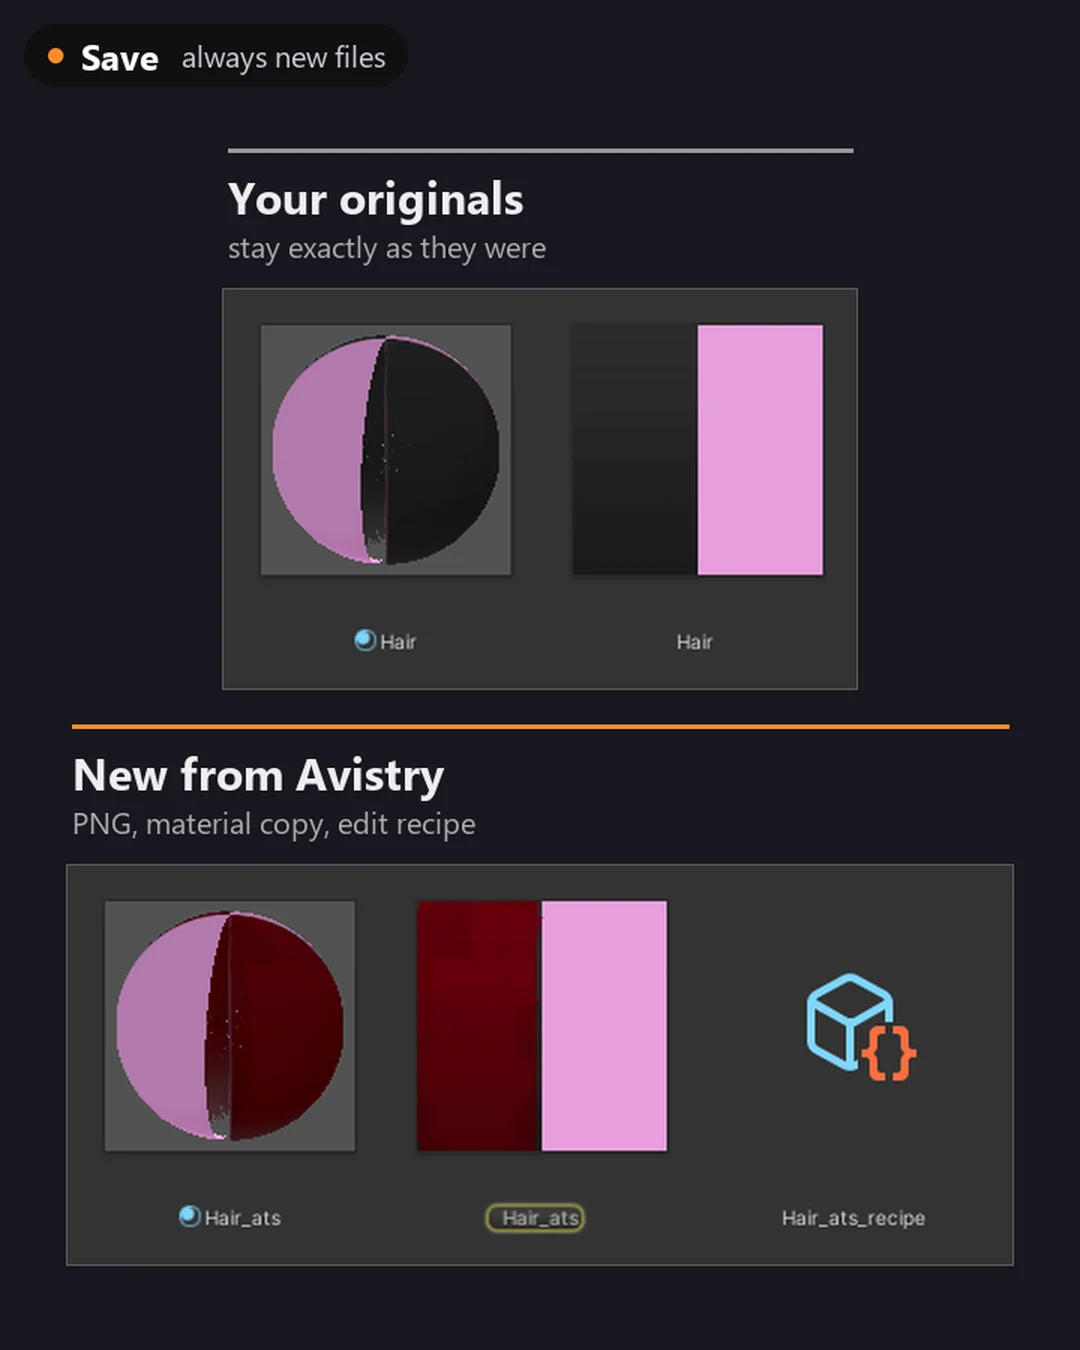 Save always new files
Your originals
stay exactly as they were
Hair
Hair
New from Avistry
PNG, material copy, edit recipe
{}
Hair_ats
Hair_ats
Hair_ats_recipe